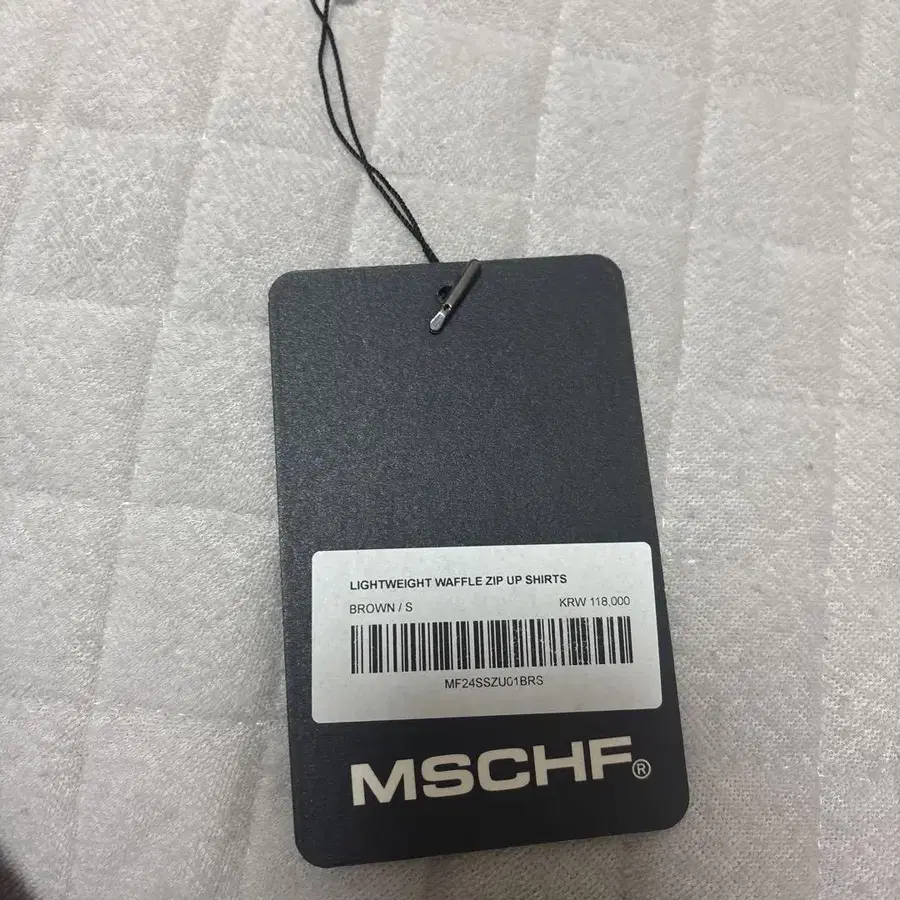 LIGHTWEIGHT WAFFLE ZIP UP SHIRTS
BROWN / S KRW 118,000
MF24SSZU01BRS
MSCHF®